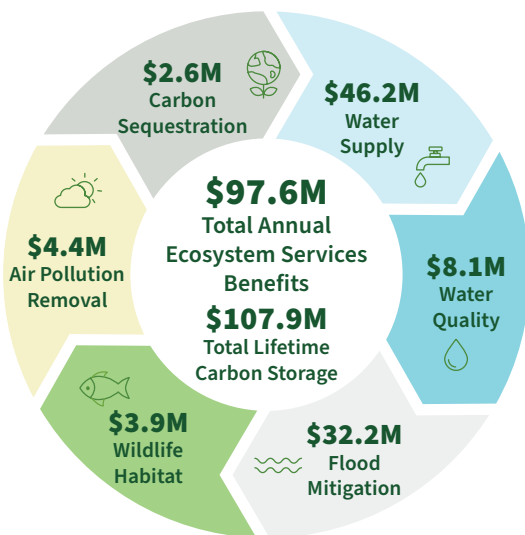 $2.6M
Carbon
Sequestration
$46.2M
Water
Supply
$97.6M
Total Annual
Ecosystem Services
Benefits
$107.9M
Total Lifetime
Carbon Storage
$8.1M
Water
Quality
$32.2M
Flood
Mitigation
$3.9M
Wildlife
Habitat
$4.4M
Air Pollution
Removal